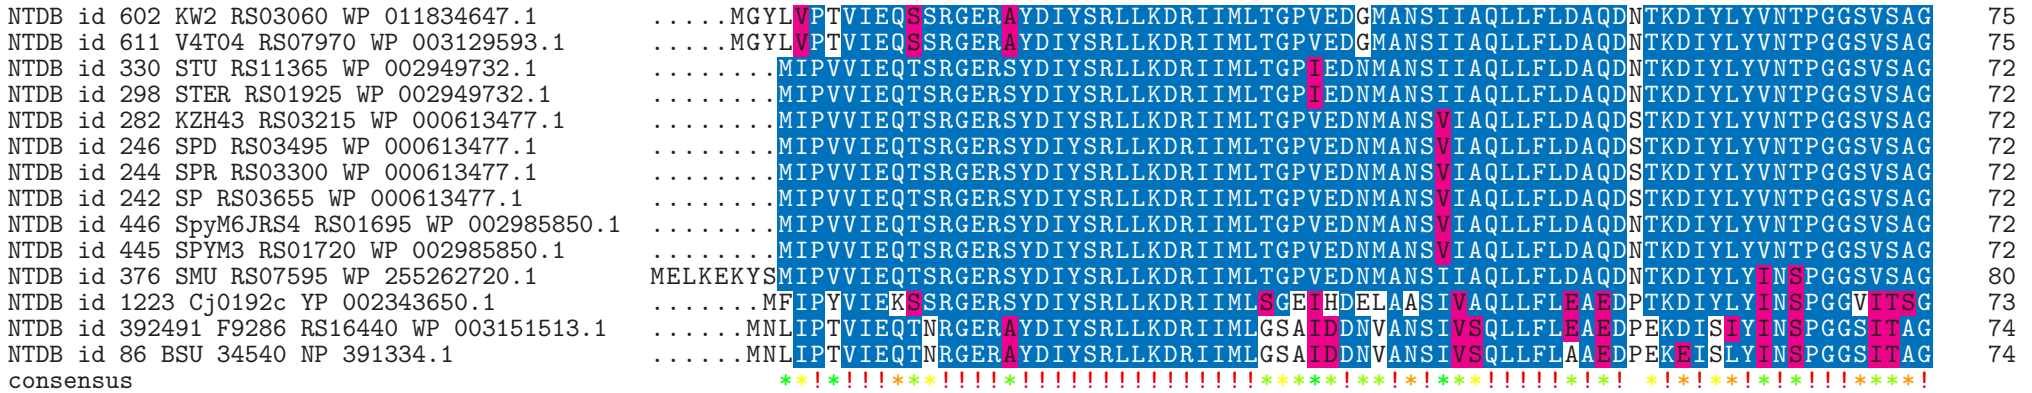 NTDB id 602 KW2 RS03060 WP 011834647.1 .....MGYLVPTVIEQSSRGERAYDIYSRLLKDRIIMLTGPVEDGMANSIIAQLLFLDAQDNTKDIYLYVNTPGGSVSAG 75
NTDB id 611 V4T04 RS07970 WP 003129593.1 .....MGYLVPTVIEQSSRGERAYDIYSRLLKDRIIMLTGPVEDGMANSIIAQLLFLDAQDNTKDIYLYVNTPGGSVSAG 75
NTDB id 330 STU RS11365 WP 002949732.1 ........MIPVVIEQTSRGERSYDIYSRLLKDRIIMLTGPIEDNMANSIIAQLLFLDAQDNTKDIYLYVNTPGGSVSAG 72
NTDB id 298 STER RS01925 WP 002949732.1 ........MIPVVIEQTSRGERSYDIYSRLLKDRIIMLTGPIEDNMANSIIAQLLFLDAQDNTKDIYLYVNTPGGSVSAG 72
NTDB id 282 KZH43 RS03215 WP 000613477.1 ........MIPVVIEQTSRGERSYDIYSRLLKDRIIMLTGPVEDNMANSVIAQLLFLDAQDSTKDIYLYVNTPGGSVSAG 72
NTDB id 246 SPD RS03495 WP 000613477.1 ........MIPVVIEQTSRGERSYDIYSRLLKDRIIMLTGPVEDNMANSVIAQLLFLDAQDSTKDIYLYVNTPGGSVSAG 72
NTDB id 244 SPR RS03300 WP 000613477.1 ........MIPVVIEQTSRGERSYDIYSRLLKDRIIMLTGPVEDNMANSVIAQLLFLDAQDSTKDIYLYVNTPGGSVSAG 72
NTDB id 242 SP RS03655 WP 000613477.1 ........MIPVVIEQTSRGERSYDIYSRLLKDRIIMLTGPVEDNMANSVIAQLLFLDAQDSTKDIYLYVNTPGGSVSAG 72
NTDB id 446 SpyM6JRS4 RS01695 WP 002985850.1 ........MIPVVIEQTSRGERSYDIYSRLLKDRIIMLTGPVEDNMANSVIAQLLFLDAQDNTKDIYLYVNTPGGSVSAG 72
NTDB id 445 SPYM3 RS01720 WP 002985850.1 ........MIPVVIEQTSRGERSYDIYSRLLKDRIIMLTGPVEDNMANSVIAQLLFLDAQDNTKDIYLYVNTPGGSVSAG 72
NTDB id 376 SMU RS07595 WP 255262720.1 MELKEKYSMIPVVIEQTSRGERSYDIYSRLLKDRIIMLTGPVEDNMANSIIAQLLFLDAQDNTKDIYLYINSPGGSVSAG 80
NTDB id 1223 Cj0192c YP 002343650.1 .......MFIPYVIEKSSRGERSYDIYSRLLKDRIIMLSGEIHDELAASIVAQLLFLEAEDPTKDIYLYINSPGGVITSG 73
NTDB id 392491 F9286 RS16440 WP 003151513.1 ......MNLIPTVIEQTNRGERAYDIYSRLLKDRIIMLGSAIDDNVANSIVSQLLFLEAEDPEKDISIYINSPGGSITAG 74
NTDB id 86 BSU 34540 NP 391334.1 ......MNLIPTVIEQTNRGERAYDIYSRLLKDRIIMLGSAIDDNVANSIVSQLLFLAAEDPEKEISLYINSPGGSITAG 74
consensus **!*!!!***!!!!*!!!!!!!!!!!!!!!*****!**!*!***!!!!!*!*! *!*!**!*!*!!!****!